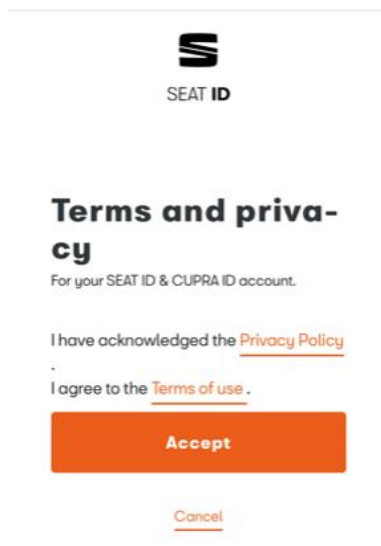 SEAT ID
Terms and priva-
cy
For your SEAT ID & CUPRA ID account.
I have acknowledged the Privacy Policy
.
I agree to the Terms of use .
Accept
Cancel